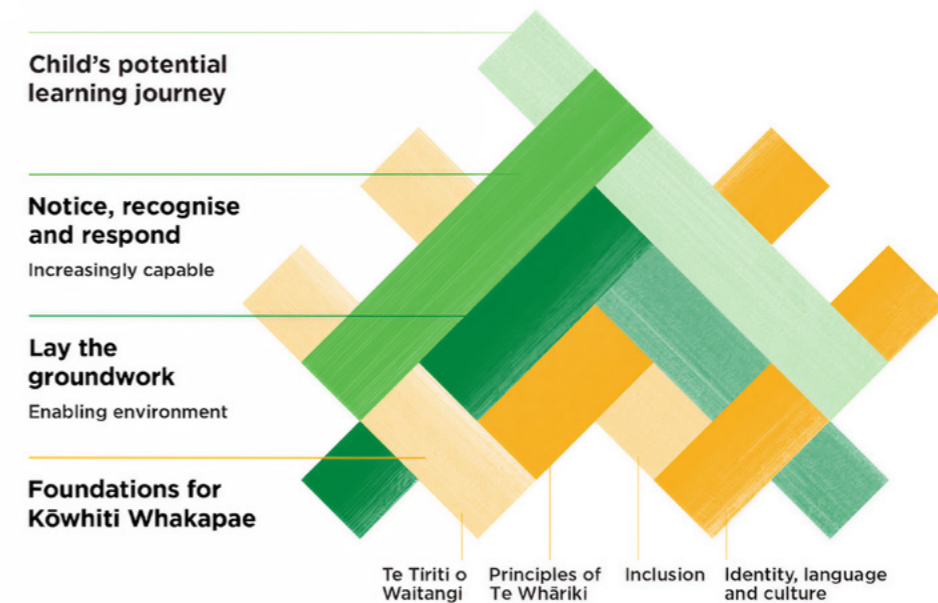 Child’s potential
learning journey
Notice, recognise
and respond
Increasingly capable
Lay the
groundwork
Enabling environment
Foundations for
Kōwhiti Whakapae
Te Tiriti o
Waitangi
Principles of
Te Whāriki
Inclusion
Identity, language
and culture